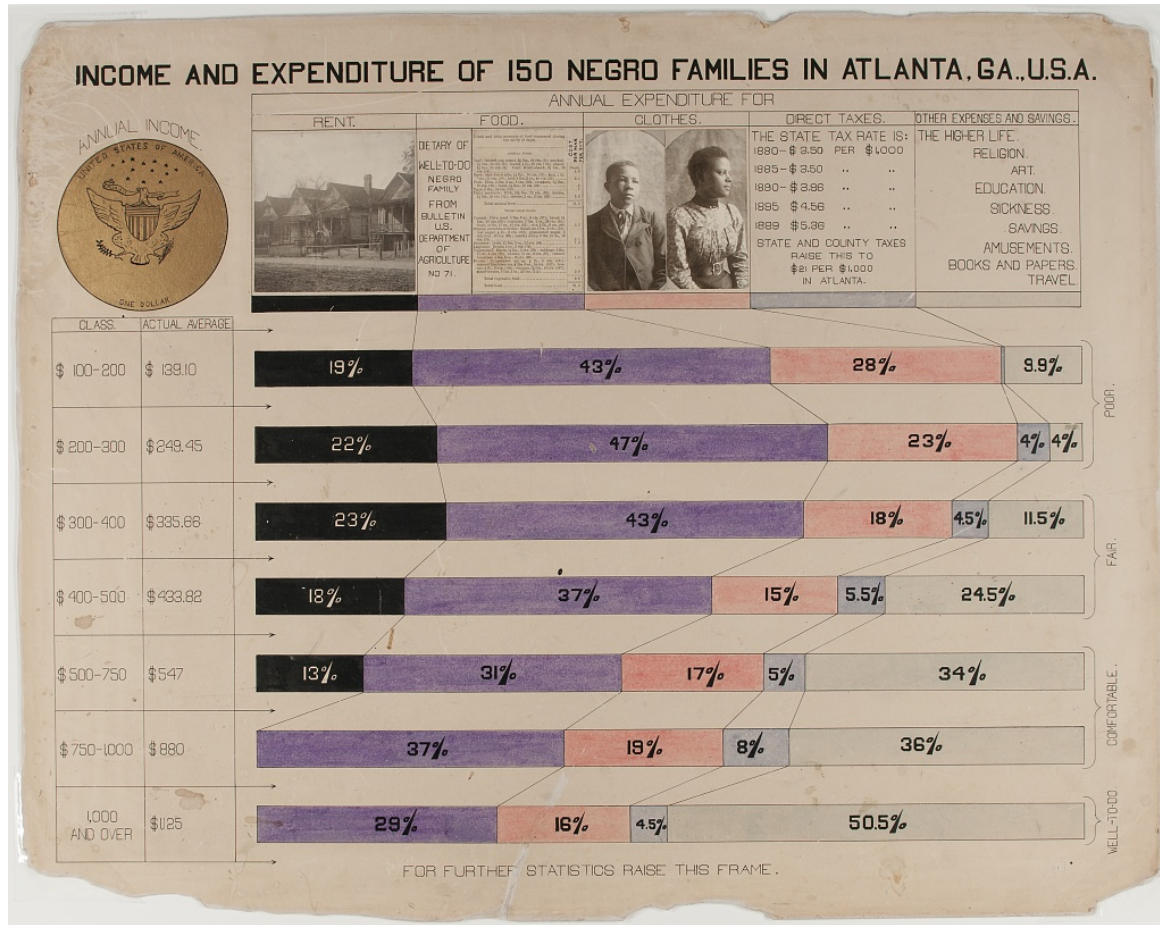 INCOME AND EXPENDITURE OF 150 NEGRO FAMILIES IN ATLANTA, GA., U.S.A.
ANNUAL INCOME.
UNITED STATES OF AMERICA
ONE DOLLAR
ANNUAL EXPENDITURE FOR
RENT. FOOD. CLOTHES. DIRECT TAXES. OTHER EXPENSES AND SAVINGS.
DIETARY OF
WELL-TO-DO
NEGRO
FAMILY
FROM
BULLETIN
U.S.
DEPARTMENT
OF
AGRICULTURE
NO 71.
THE STATE TAX RATE IS:
1880- $3.50 PER $1,000
1885- $3.50 " "
1890- $3.96 " "
1895 $4.56 " "
1889 $5.36 " "
STATE AND COUNTY TAXES
RAISE THIS TO
$21 PER $1,000
IN ATLANTA.
THE HIGHER LIFE.
RELIGION.
ART.
EDUCATION.
SICKNESS.
SAVINGS.
AMUSEMENTS.
BOOKS AND PAPERS.
TRAVEL.
CLASS. ACTUAL AVERAGE
$ 100-200 $ 139.10 19% 43% 28% 9.9%
$ 200-300 $ 249.45 22% 47% 23% 4% 4%
POOR.
$ 300-400 $ 335.66 23% 43% 18% 4.5% 11.5%
$ 400-500 $ 433.82 18% 37% 15% 5.5% 24.5%
FAIR.
$ 500-750 $ 547 13% 31% 17% 5% 34%
$ 750-1,000 $ 880 37% 19% 8% 36%
COMFORTABLE.
1,000
AND OVER $1,125 29% 16% 4.5% 50.5%
WELL-TO-DO
FOR FURTHER STATISTICS RAISE THIS FRAME.